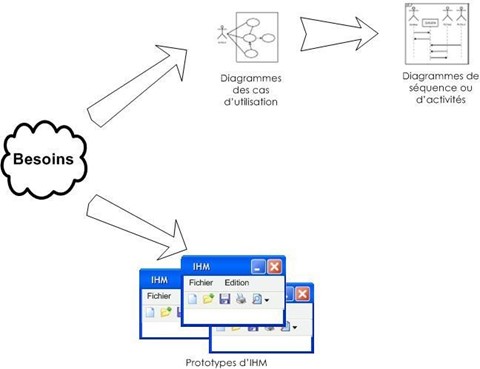 Diagrammes
des cas
d'utilisation
Diagrammes de
séquence ou
d'activités
Besoins
IHM
Fichier Edition
IHM
Fichier
Prototypes d'IHM